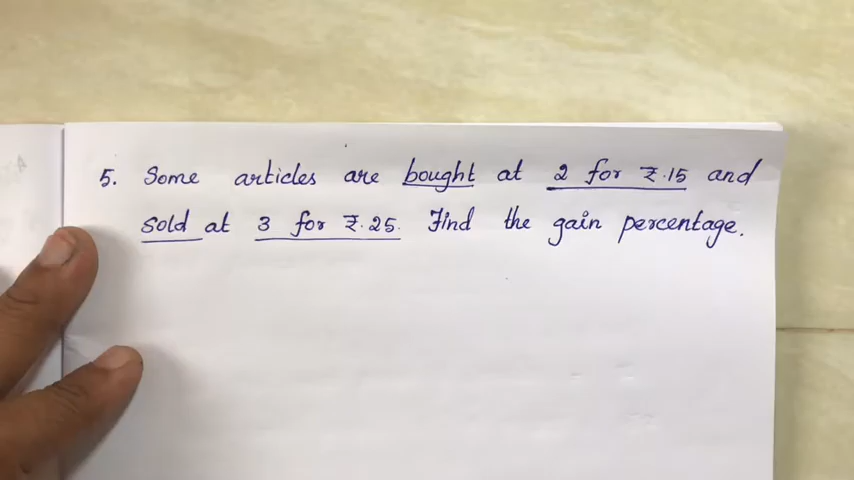 5. Some articles are bought at 2 for ₹.15 and
sold at 3 for ₹.25. Find the gain percentage.